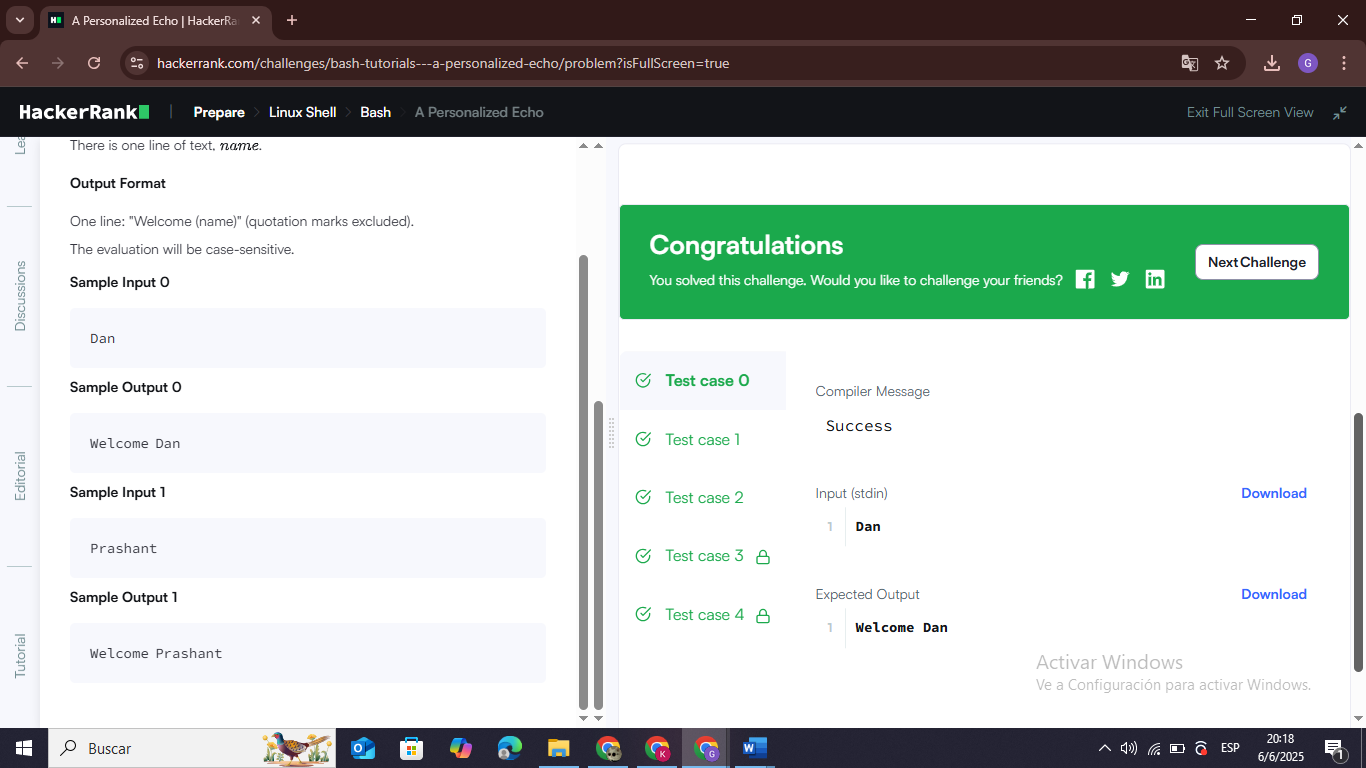 A Personalized Echo | HackerRa
hackerrank.com/challenges/bash-tutorials---a-personalized-echo/problem?isFullScreen=true
G
HackerRank
Prepare
Linux Shell
Bash
A Personalized Echo
Exit Full Screen View
Lea
Discussions
Editorial
Tutorial
There is one line of text, name.
Output Format
One line: "Welcome (name)" (quotation marks excluded).
The evaluation will be case-sensitive.
Sample Input 0
Dan
Sample Output 0
Welcome Dan
Sample Input 1
Prashant
Sample Output 1
Welcome Prashant
Congratulations
You solved this challenge. Would you like to challenge your friends?
Next Challenge
Test case 0
Test case 1
Test case 2
Test case 3
Test case 4
Compiler Message
Success
Input (stdin)
Download
1 Dan
Expected Output
Download
1 Welcome Dan
Activar Windows
Ve a Configuración para activar Windows.
Buscar
ESP
20:18
6/6/2025
1